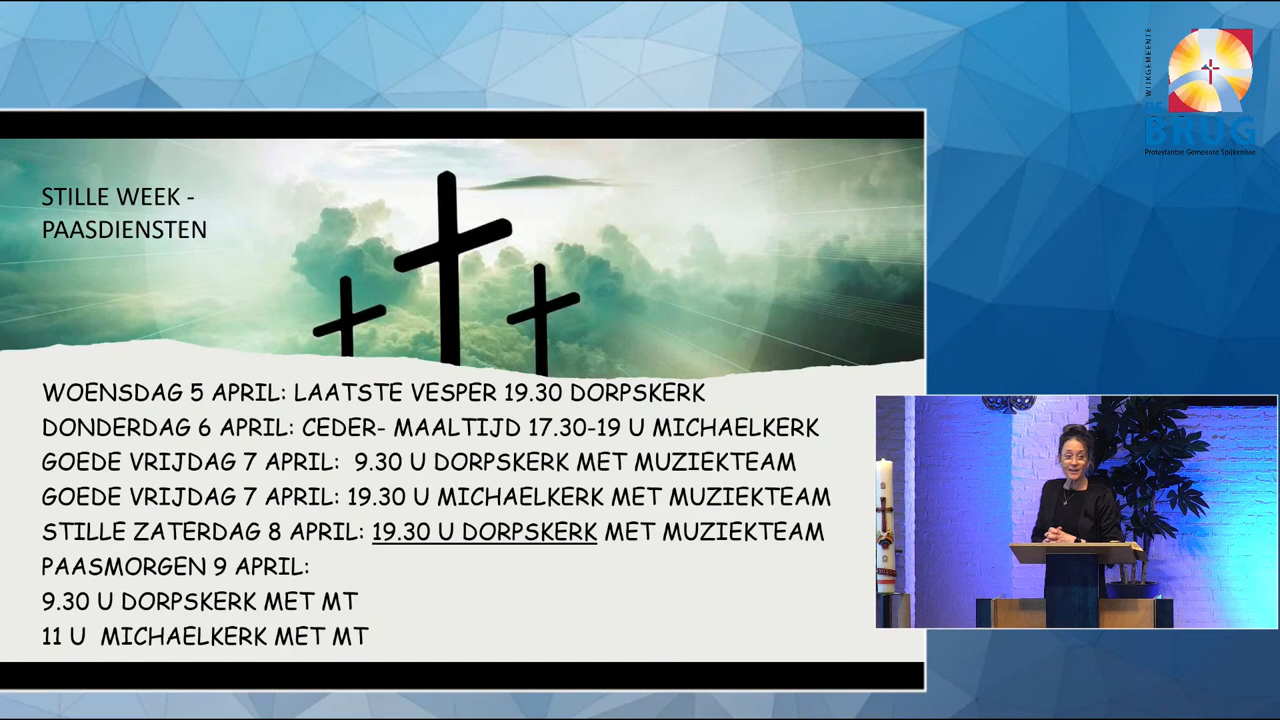 STILLE WEEK -
PAASDIENSTEN
WOENSDAG 5 APRIL: LAATSTE VESPER 19.30 DORPSKERK
DONDERDAG 6 APRIL: CEDER- MAALTIJD 17.30-19 U MICHAELKERK
GOEDE VRIJDAG 7 APRIL: 9.30 U DORPSKERK MET MUZIEKTEAM
GOEDE VRIJDAG 7 APRIL: 19.30 U MICHAELKERK MET MUZIEKTEAM
STILLE ZATERDAG 8 APRIL: 19.30 U DORPSKERK MET MUZIEKTEAM
PAASMORGEN 9 APRIL:
9.30 U DORPSKERK MET MT
11 U MICHAELKERK MET MT
WIJKGEMEENTE
DE
BRUG
Protestantse Gemeente Spijkenisse